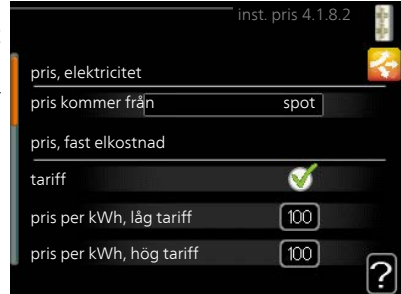 inst. pris 4.1.8.2
pris, elektricitet
pris kommer från spot
pris, fast elkostnad
tariff
pris per kWh, låg tariff 100
pris per kWh, hög tariff 100
?